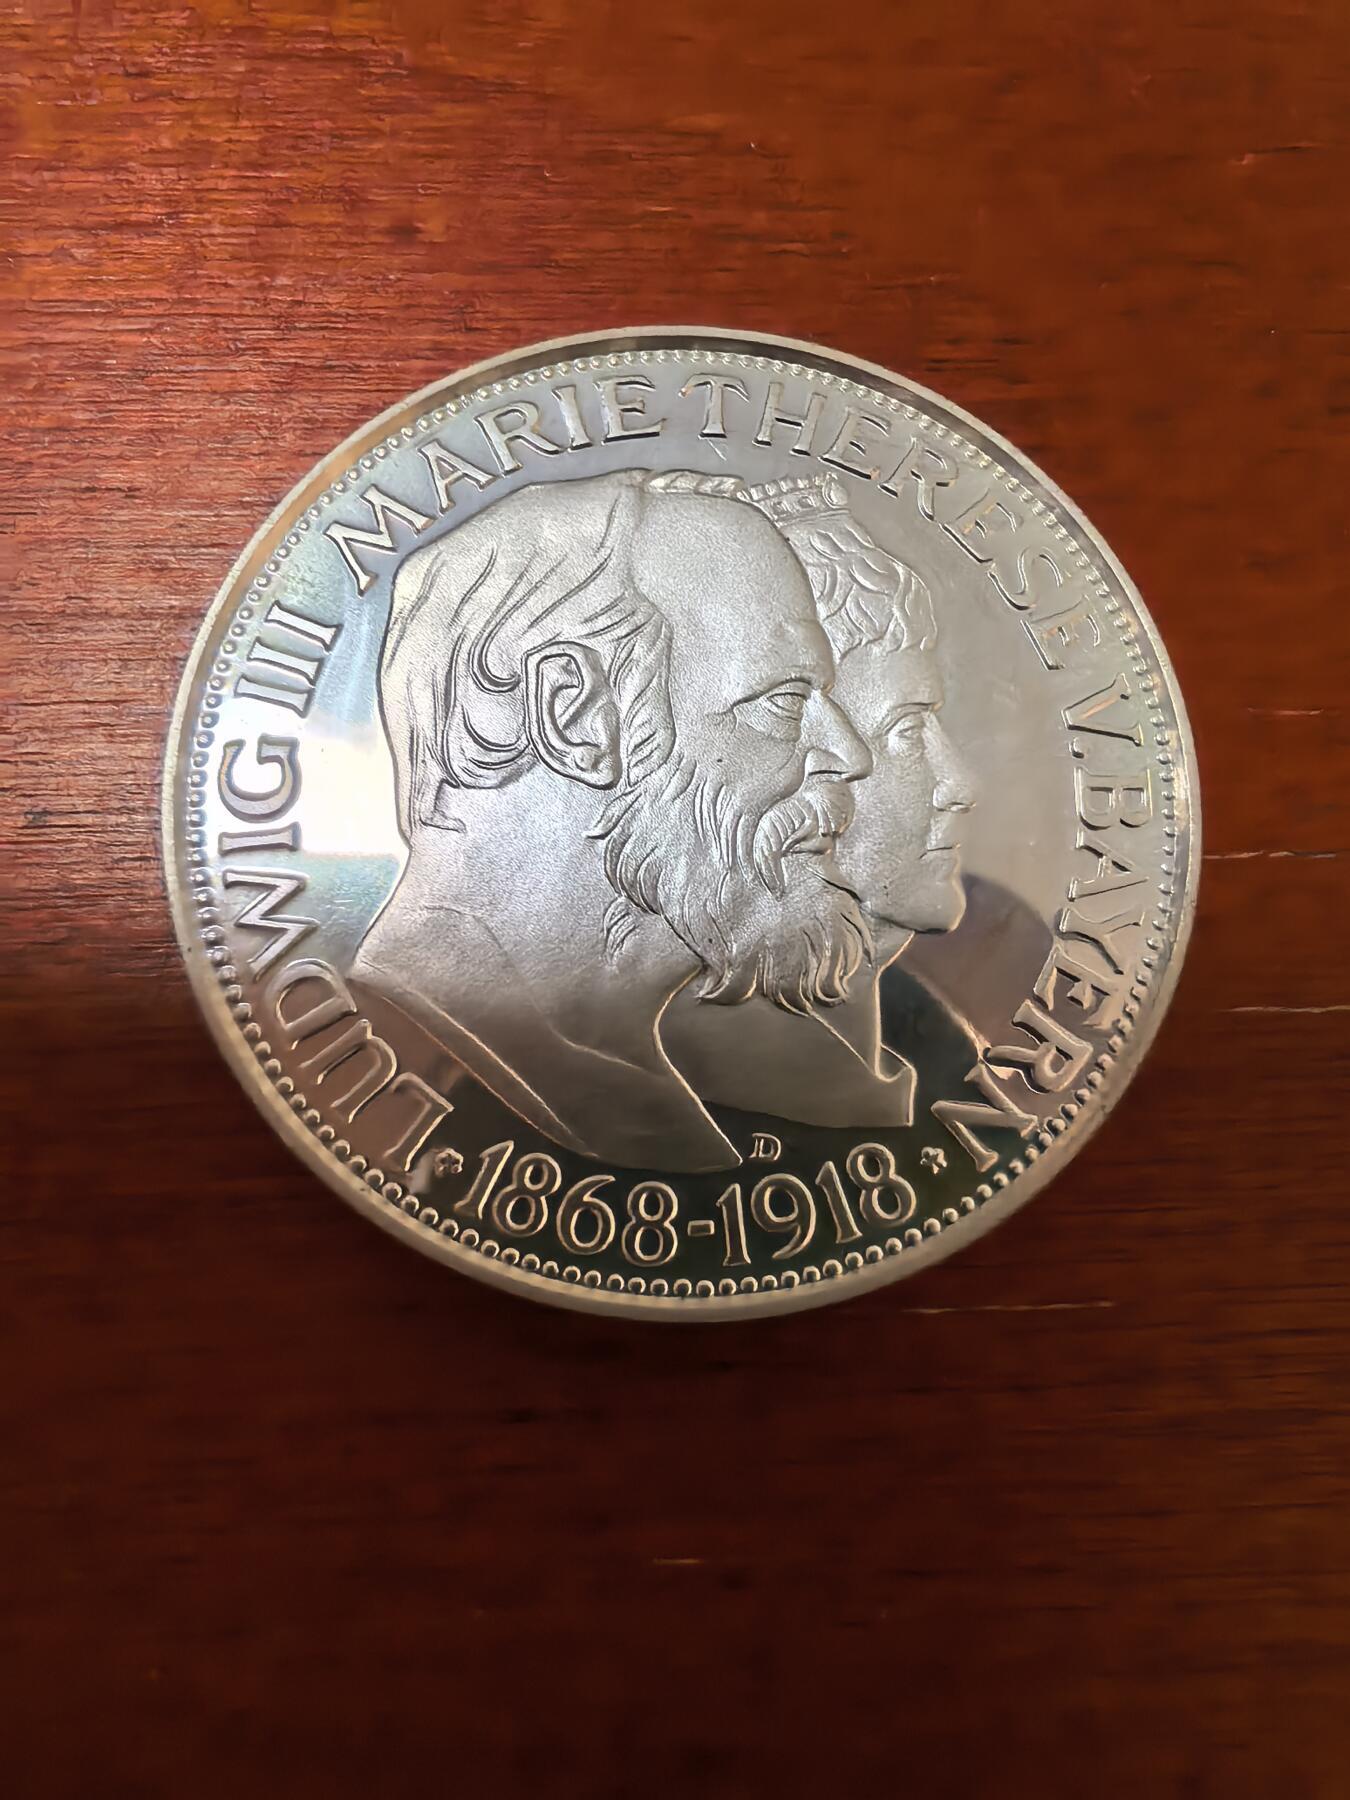 LUDWIG III MARIE THERESE V. BAYERN
D
1868-1918